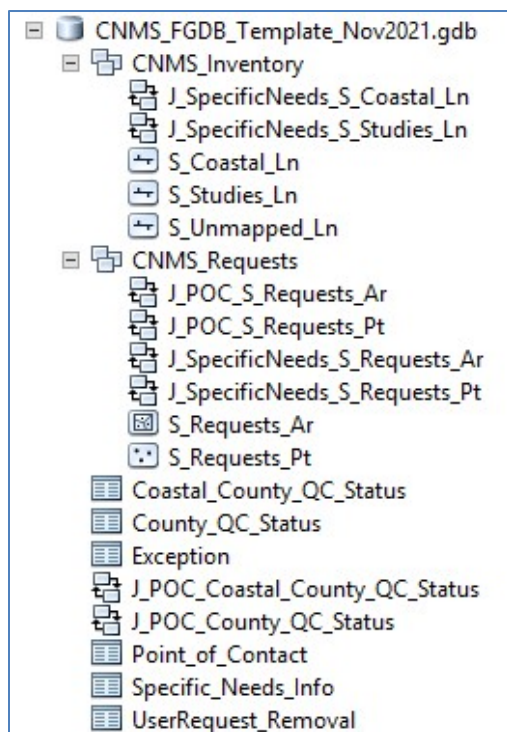 CNMS_FGDB_Template_Nov2021.gdb
CNMS_Inventory
J_SpecificNeeds_S_Coastal_Ln
J_SpecificNeeds_S_Studies_Ln
S_Coastal_Ln
S_Studies_Ln
S_Unmapped_Ln
CNMS_Requests
J_POC_S_Requests_Ar
J_POC_S_Requests_Pt
J_SpecificNeeds_S_Requests_Ar
J_SpecificNeeds_S_Requests_Pt
S_Requests_Ar
S_Requests_Pt
Coastal_County_QC_Status
County_QC_Status
Exception
J_POC_Coastal_County_QC_Status
J_POC_County_QC_Status
Point_of_Contact
Specific_Needs_Info
UserRequest_Removal